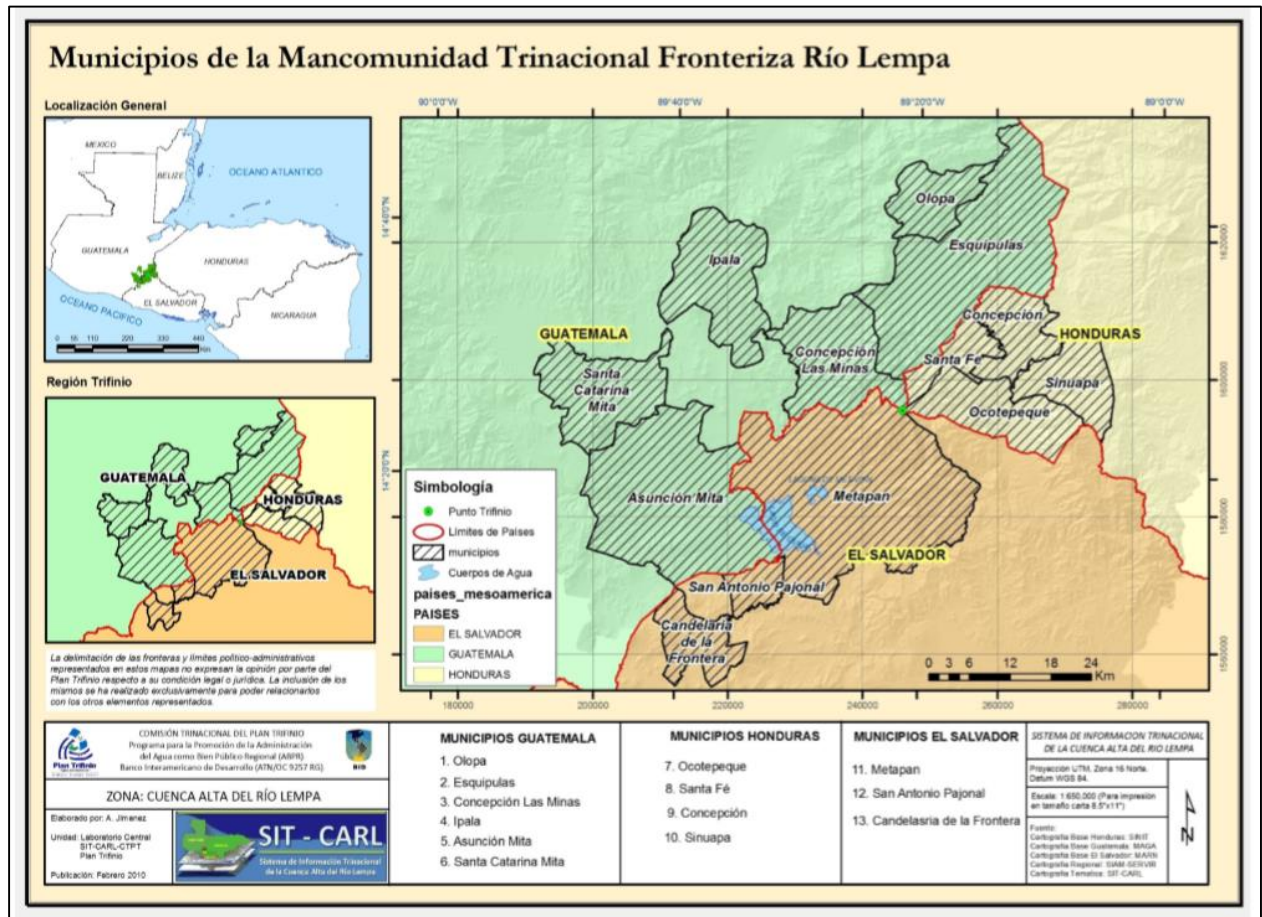 Municipios de la Mancomunidad Trinacional Fronteriza Río Lempa
Localización General
MEXICO
BELIZE
OCEANO ATLANTICO
GUATEMALA
HONDURAS
EL SALVADOR
OCEANO PACIFICO
NICARAGUA
0 55 110 220 330 440
Km
Región Trifinio
GUATEMALA
HONDURAS
EL SALVADOR
La delimitación de las fronteras y límites político-administrativos
representados en estos mapas no expresan la opinión por parte del
Plan Trifinio respecto a su condición legal o jurídica. La inclusión de los
mismos se ha realizado exclusivamente para poder relacionarlos
con los otros elementos representados.
90°0'0"W
89°40'0"W
89°20'0"W
89°0'0"W
14°40'0"N
14°20'0"N
Olopa
Esquipulas
Ipala
GUATEMALA
Concepción
HONDURAS
Concepción
Las Minas
Santa Fé
Santa
Catarina
Mita
Sinuapa
Ocotepeque
Asunción Mita
Metapan
EL SALVADOR
San Antonio Pajonal
Candelaria
de la
Frontera
1620000
1600000
1580000
1560000
0 3 6 12 18 24
Km
180000
200000
220000
240000
260000
280000
Simbología
Punto Trifinio
Limites de Paises
municipios
Cuerpos de Agua
paises_mesoamerica
PAISES
EL SALVADOR
GUATEMALA
HONDURAS
Plan Trifinio
COMISIÓN TRINACIONAL DEL PLAN TRIFINIO
Programa para la Promoción de la Administración
del Agua como Bien Público Regional (ABPR)
Banco Interamericano de Desarrollo (ATN/OC 9257 RG)
BID
ZONA: CUENCA ALTA DEL RÍO LEMPA
Elaborado por: A. Jimenez
Unidad: Laboratorio Central
SIT-CARL-CTPT
Plan Trifinio
Publicación: Febrero 2010
SIT - CARL
Sistema de Información Trinacional
de la Cuenca Alta del Río Lempa
MUNICIPIOS GUATEMALA
1. Olopa
2. Esquipulas
3. Concepción Las Minas
4. Ipala
5. Asunción Mita
6. Santa Catarina Mita
MUNICIPIOS HONDURAS
7. Ocotepeque
8. Santa Fé
9. Concepción
10. Sinuapa
MUNICIPIOS EL SALVADOR
11. Metapan
12. San Antonio Pajonal
13. Candelasria de la Frontera
SISTEMA DE INFORMACION TRINACIONAL
DE LA CUENCA ALTA DEL RIO LEMPA
Proyección UTM, Zona 16 Norte.
Datum WGS 84.
Escala: 1:650,000 (Para impresión
en tamaño carta 8.5"x11")
Fuente:
Cartografía Base Honduras: SINIT
Cartografía Base Guatemala: MAGA
Cartografía Base El Salvador: MARN
Cartografía Regional: SIAM-SERVIR
Cartografía Tematica: SIT-CARL
N